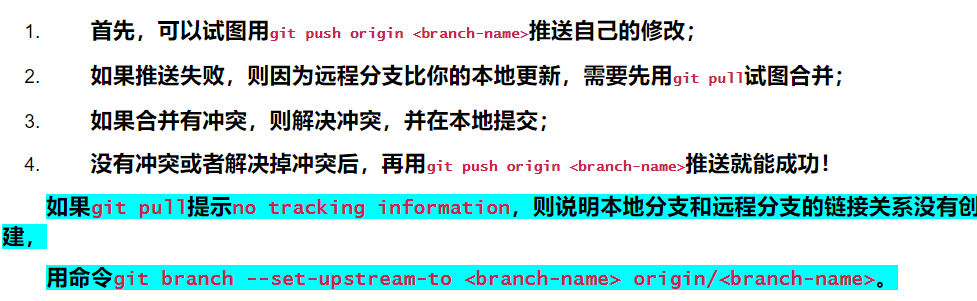 1. 首先，可以试图用git push origin <branch-name>推送自己的修改；
2. 如果推送失败，则因为远程分支比你的本地更新，需要先用git pull试图合并；
3. 如果合并有冲突，则解决冲突，并在本地提交；
4. 没有冲突或者解决掉冲突后，再用git push origin <branch-name>推送就能成功！
如果git pull提示no tracking information，则说明本地分支和远程分支的链接关系没有创
建，
用命令git branch --set-upstream-to <branch-name> origin/<branch-name>。